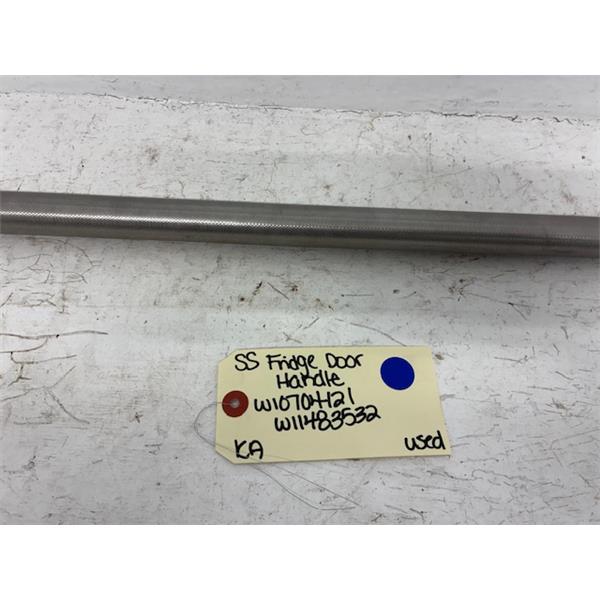 SS Fridge Door
Handle
W10704121
W11483532
KA
used